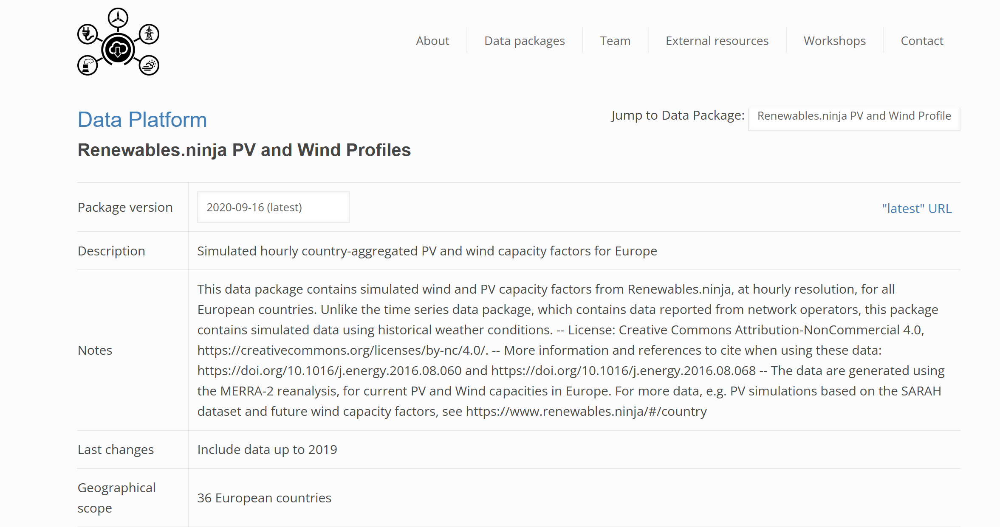 About
Data packages
Team
External resources
Workshops
Contact
Data Platform
Jump to Data Package:
Renewables.ninja PV and Wind Profile
Renewables.ninja PV and Wind Profiles
Package version
2020-09-16 (latest)
"latest" URL
Description
Simulated hourly country-aggregated PV and wind capacity factors for Europe
Notes
This data package contains simulated wind and PV capacity factors from Renewables.ninja, at hourly resolution, for all
European countries. Unlike the time series data package, which contains data reported from network operators, this package
contains simulated data using historical weather conditions. -- License: Creative Commons Attribution-NonCommercial 4.0,
https://creativecommons.org/licenses/by-nc/4.0/. -- More information and references to cite when using these data:
https://doi.org/10.1016/j.energy.2016.08.060 and https://doi.org/10.1016/j.energy.2016.08.068 -- The data are generated using
the MERRA-2 reanalysis, for current PV and Wind capacities in Europe. For more data, e.g. PV simulations based on the SARAH
dataset and future wind capacity factors, see https://www.renewables.ninja/#/country
Last changes
Include data up to 2019
Geographical
scope
36 European countries